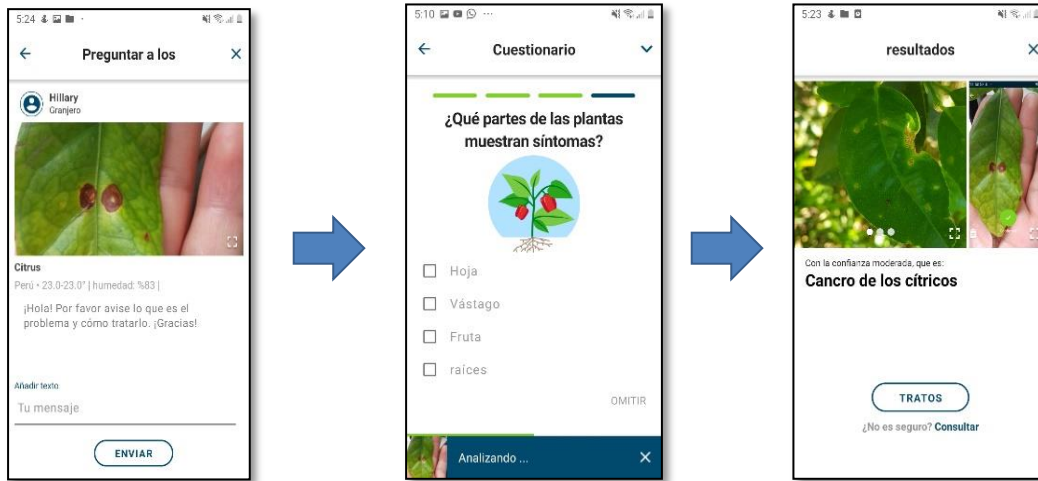 5:24
Preguntar a los
Hillary
Granjero
Citrus
Perú • 23.0-23.0° | humedad: %83 |
¡Hola! Por favor avise lo que es el
problema y cómo tratarlo. ¡Gracias!
Añadir texto
Tu mensaje
ENVIAR
5:10
Cuestionario
¿Qué partes de las plantas
muestran síntomas?
Hoja
Vástago
Fruta
raíces
OMITIR
Analizando ...
5:23
resultados
Con la confianza moderada, que es:
Cancro de los cítricos
TRATOS
¿No es seguro? Consultar